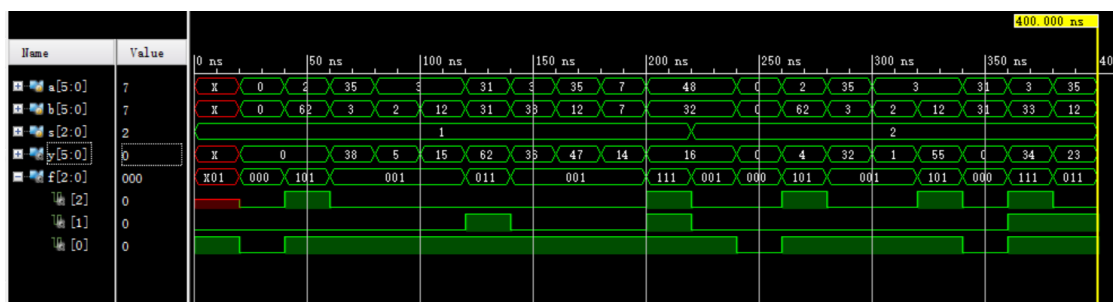 400.000 ns
Name Value
0 ns 50 ns 100 ns 150 ns 200 ns 250 ns 300 ns 350 ns 40
a[5:0] 7 X 0 2 35 3 31 3 35 7 48 0 2 35 3 31 3 35
b[5:0] 7 X 0 62 3 2 12 31 33 12 7 32 0 62 3 2 12 31 33 12
s[2:0] 2 1 2
y[5:0] 0 X 0 38 5 15 62 36 47 14 16 0 4 32 1 55 0 34 23
f[2:0] 000 X01 000 101 001 011 001 111 001 000 101 001 101 000 111 011
[2] 0
[1] 0
[0] 0